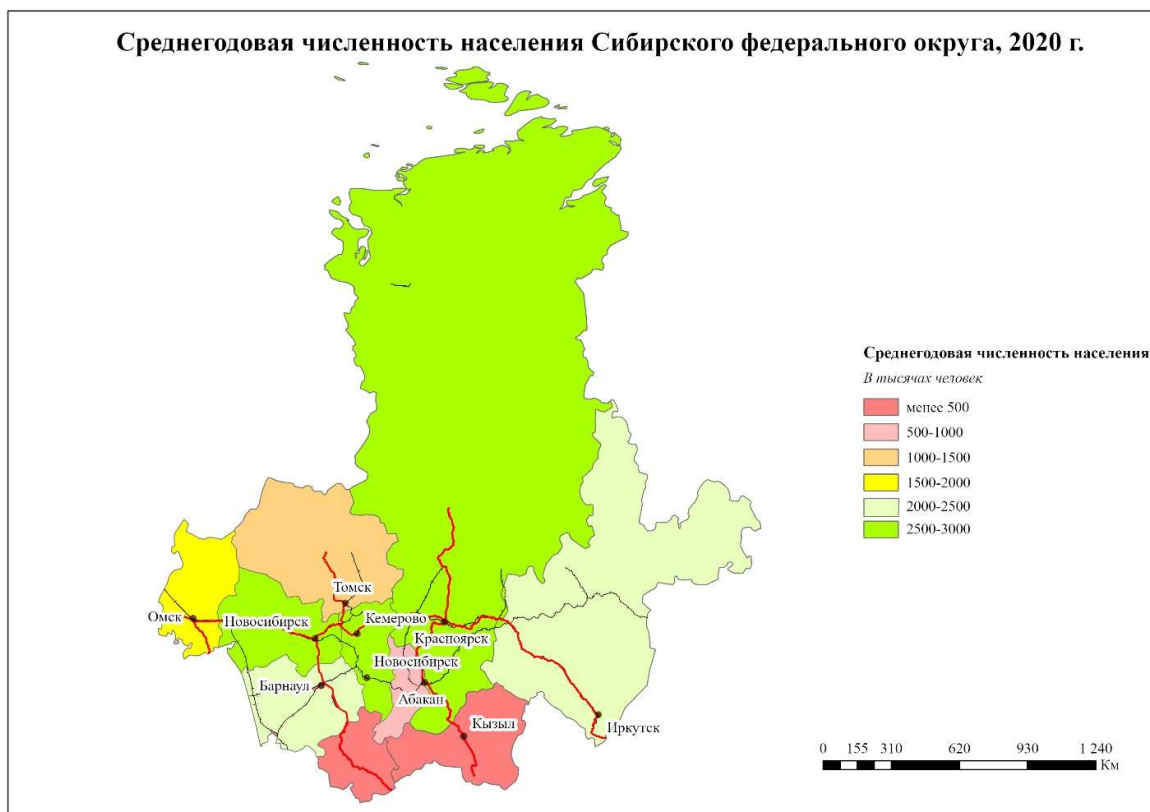 Среднегодовая численность населения Сибирского федерального округа, 2020 г.
Среднегодовая численность населения
В тысячах человек
менее 500
500-1000
1000-1500
1500-2000
2000-2500
2500-3000
Томск
Омск
Новосибирск
Кемерово
Красноярск
Новосибирск
Барнаул
Абакан
Кызыл
Иркутск
0 155 310 620 930 1 240
Км